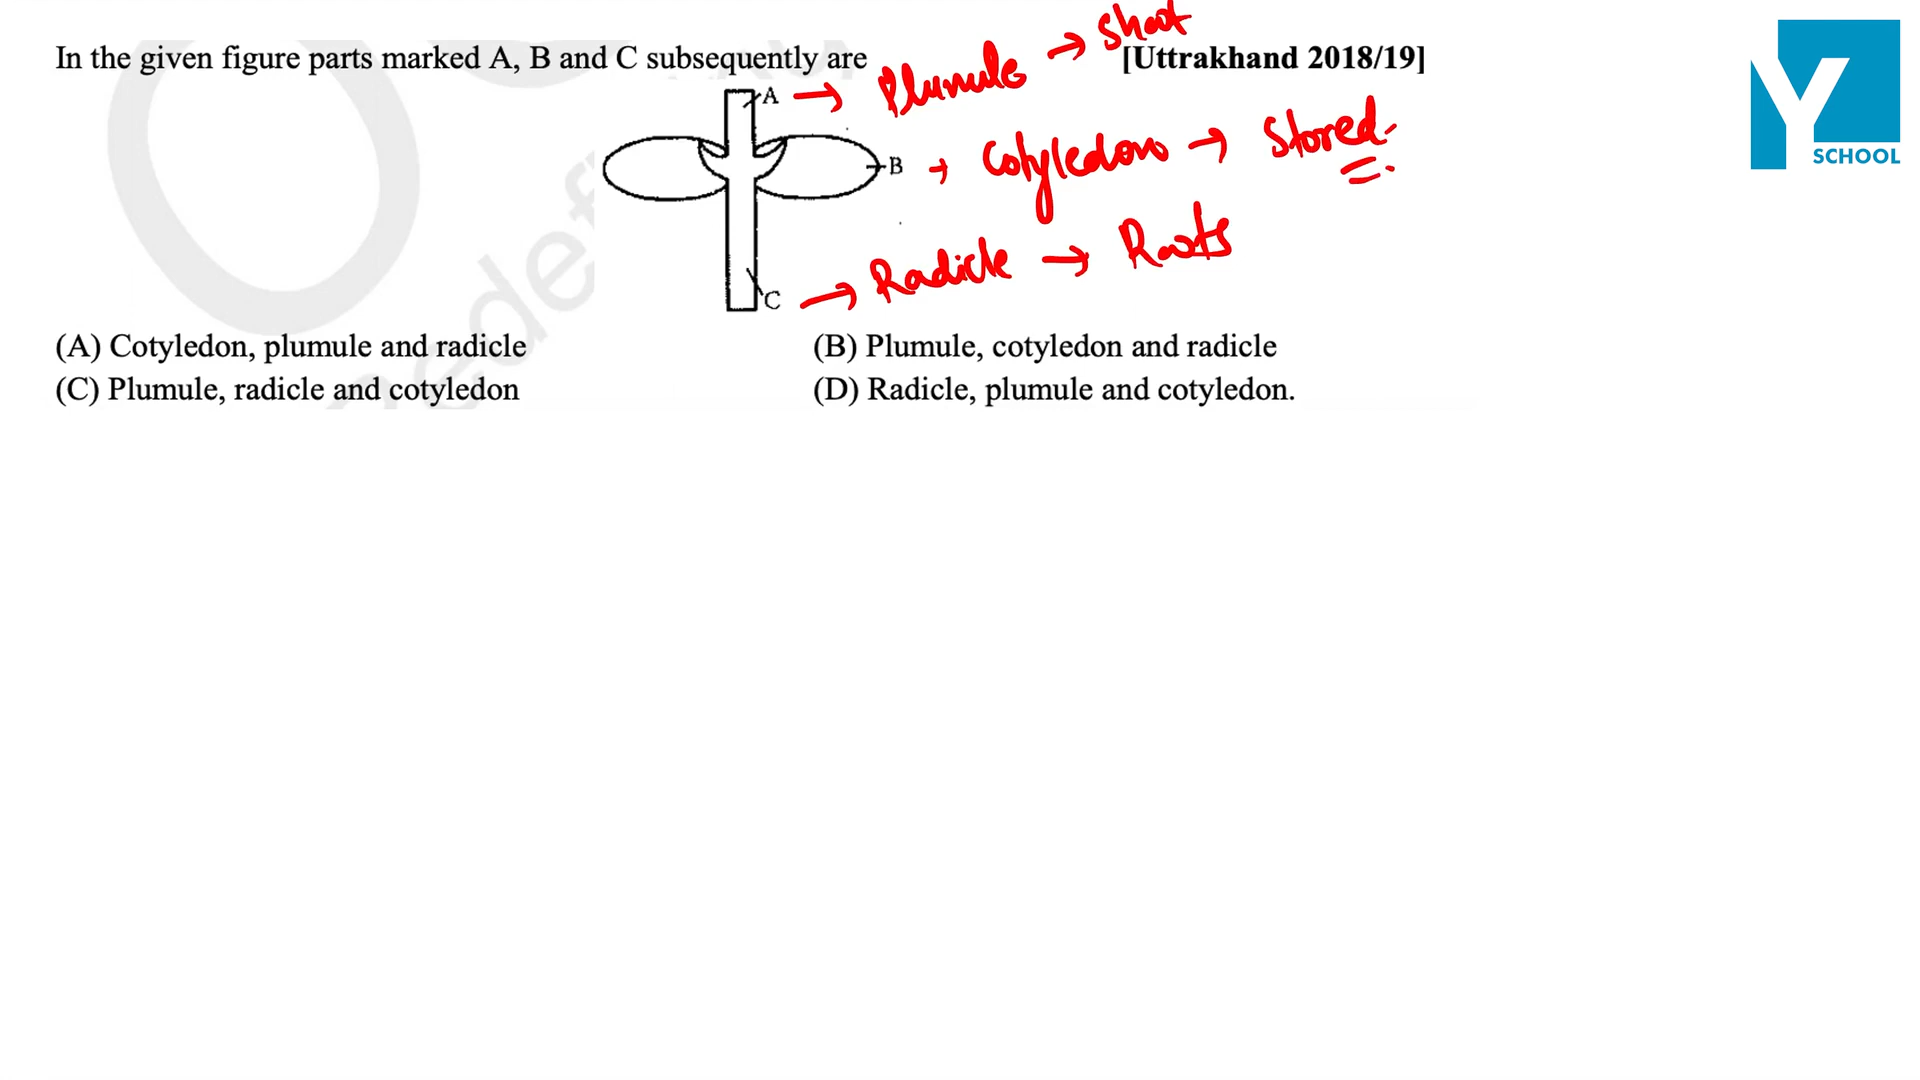 In the given figure parts marked A, B and C subsequently are [Uttrakhand 2018/19]
A → Plumule → Shoot
B → Cotyledons → Stored.
C → Radicle → Roots
(A) Cotyledon, plumule and radicle (B) Plumule, cotyledon and radicle
(C) Plumule, radicle and cotyledon (D) Radicle, plumule and cotyledon.
Y
SCHOOL